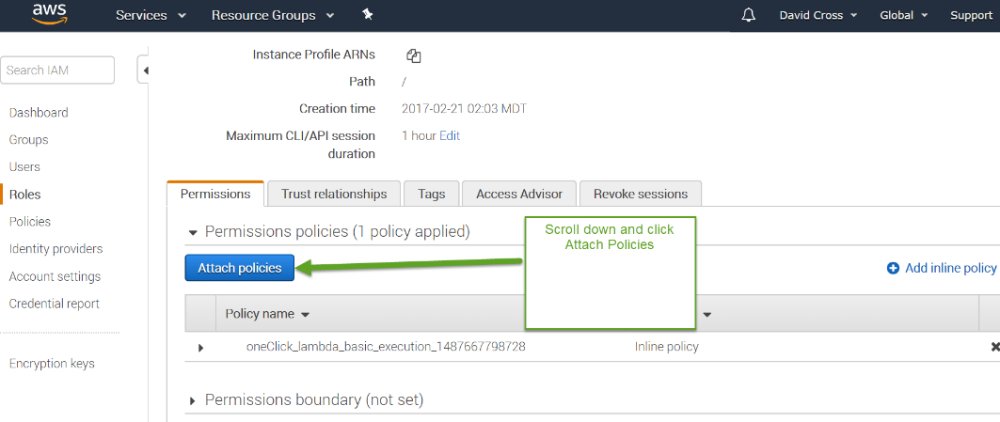 aws Services Resource Groups David Cross Global Support
Search IAM
Dashboard
Groups
Users
Roles
Policies
Identity providers
Account settings
Credential report
Encryption keys
Instance Profile ARNs
Path /
Creation time 2017-02-21 02:03 MDT
Maximum CLI/API session 1 hour Edit
duration
Permissions Trust relationships Tags Access Advisor Revoke sessions
Permissions policies (1 policy applied)
Scroll down and click
Attach Policies
Attach policies
Add inline policy
Policy name
oneClick_lambda_basic_execution_1487667798728 Inline policy
Permissions boundary (not set)